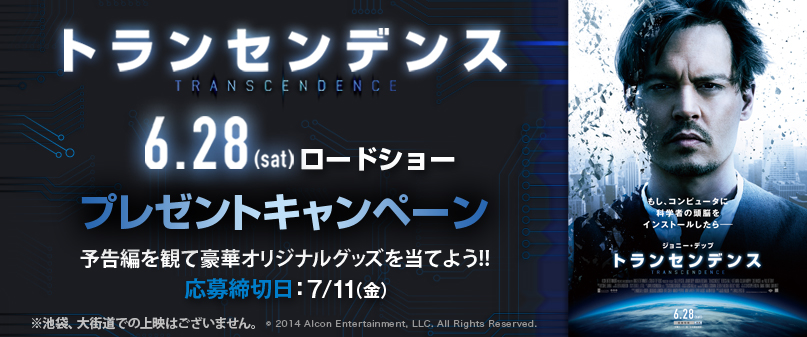 トランセンデンス
TRANSCENDENCE
6.28(sat)ロードショー
プレゼントキャンペーン
予告編を観て豪華オリジナルグッズを当てよう!!
応募締切日：7/11(金)
※池袋、大街道での上映はございません。 © 2014 Alcon Entertainment, LLC. All Rights Reserved.
もし、コンピュータに
科学者の頭脳を
インストールしたら——
ジョニー・デップ
トランセンデンス
TRANSCENDENCE
6.28